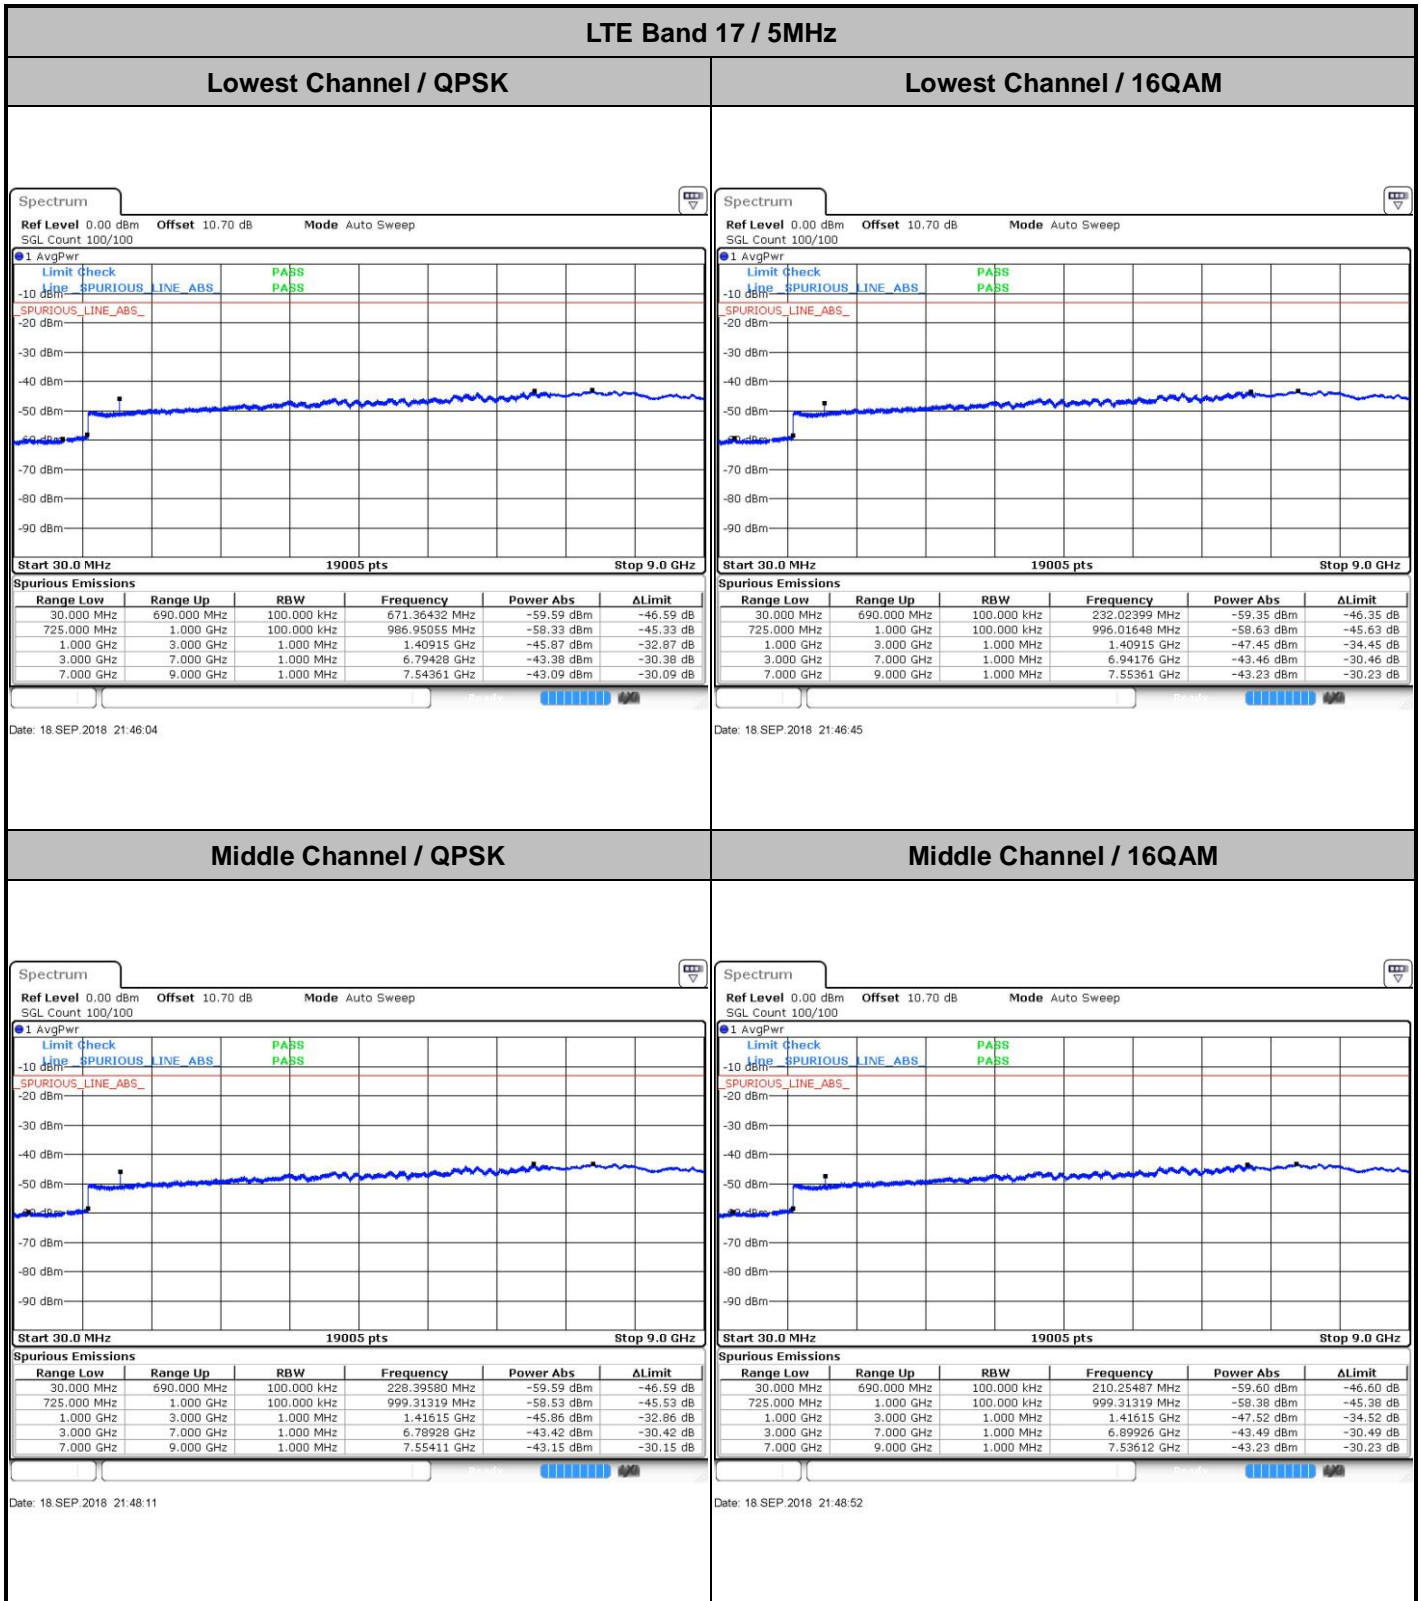 LTE Band 17 / 5MHz
Lowest Channel / QPSK
Lowest Channel / 16QAM
Spectrum
Ref Level 0.00 dBm Offset 10.70 dB Mode Auto Sweep
SGL Count 100/100
1 AvgPwr
Limit Check PASS
Line _SPURIOUS_LINE_ABS_ PASS
-10 dBm
_SPURIOUS_LINE_ABS_
-20 dBm
-30 dBm
-40 dBm
-50 dBm
-60 dBm
-70 dBm
-80 dBm
-90 dBm
Start 30.0 MHz 19005 pts Stop 9.0 GHz
Spurious Emissions
Range Low Range Up RBW Frequency Power Abs ΔLimit
30.000 MHz 690.000 MHz 100.000 kHz 671.36432 MHz -59.59 dBm -46.59 dB
725.000 MHz 1.000 GHz 100.000 kHz 986.95055 MHz -58.33 dBm -45.33 dB
1.000 GHz 3.000 GHz 1.000 MHz 1.40915 GHz -45.87 dBm -32.87 dB
3.000 GHz 7.000 GHz 1.000 MHz 6.79428 GHz -43.38 dBm -30.38 dB
7.000 GHz 9.000 GHz 1.000 MHz 7.54361 GHz -43.09 dBm -30.09 dB
Date: 18.SEP.2018 21:46:04
Spectrum
Ref Level 0.00 dBm Offset 10.70 dB Mode Auto Sweep
SGL Count 100/100
1 AvgPwr
Limit Check PASS
Line _SPURIOUS_LINE_ABS_ PASS
-10 dBm
_SPURIOUS_LINE_ABS_
-20 dBm
-30 dBm
-40 dBm
-50 dBm
-60 dBm
-70 dBm
-80 dBm
-90 dBm
Start 30.0 MHz 19005 pts Stop 9.0 GHz
Spurious Emissions
Range Low Range Up RBW Frequency Power Abs ΔLimit
30.000 MHz 690.000 MHz 100.000 kHz 232.02399 MHz -59.35 dBm -46.35 dB
725.000 MHz 1.000 GHz 100.000 kHz 996.01648 MHz -58.63 dBm -45.63 dB
1.000 GHz 3.000 GHz 1.000 MHz 1.40915 GHz -47.45 dBm -34.45 dB
3.000 GHz 7.000 GHz 1.000 MHz 6.94176 GHz -43.46 dBm -30.46 dB
7.000 GHz 9.000 GHz 1.000 MHz 7.55361 GHz -43.23 dBm -30.23 dB
Date: 18.SEP.2018 21:46:45
Middle Channel / QPSK
Middle Channel / 16QAM
Spectrum
Ref Level 0.00 dBm Offset 10.70 dB Mode Auto Sweep
SGL Count 100/100
1 AvgPwr
Limit Check PASS
Line _SPURIOUS_LINE_ABS_ PASS
-10 dBm
_SPURIOUS_LINE_ABS_
-20 dBm
-30 dBm
-40 dBm
-50 dBm
-60 dBm
-70 dBm
-80 dBm
-90 dBm
Start 30.0 MHz 19005 pts Stop 9.0 GHz
Spurious Emissions
Range Low Range Up RBW Frequency Power Abs ΔLimit
30.000 MHz 690.000 MHz 100.000 kHz 228.39580 MHz -59.59 dBm -46.59 dB
725.000 MHz 1.000 GHz 100.000 kHz 999.31319 MHz -58.53 dBm -45.53 dB
1.000 GHz 3.000 GHz 1.000 MHz 1.41615 GHz -45.86 dBm -32.86 dB
3.000 GHz 7.000 GHz 1.000 MHz 6.78928 GHz -43.42 dBm -30.42 dB
7.000 GHz 9.000 GHz 1.000 MHz 7.55411 GHz -43.15 dBm -30.15 dB
Date: 18.SEP.2018 21:48:11
Spectrum
Ref Level 0.00 dBm Offset 10.70 dB Mode Auto Sweep
SGL Count 100/100
1 AvgPwr
Limit Check PASS
Line _SPURIOUS_LINE_ABS_ PASS
-10 dBm
_SPURIOUS_LINE_ABS_
-20 dBm
-30 dBm
-40 dBm
-50 dBm
-60 dBm
-70 dBm
-80 dBm
-90 dBm
Start 30.0 MHz 19005 pts Stop 9.0 GHz
Spurious Emissions
Range Low Range Up RBW Frequency Power Abs ΔLimit
30.000 MHz 690.000 MHz 100.000 kHz 210.25487 MHz -59.60 dBm -46.60 dB
725.000 MHz 1.000 GHz 100.000 kHz 999.31319 MHz -58.38 dBm -45.38 dB
1.000 GHz 3.000 GHz 1.000 MHz 1.41615 GHz -47.52 dBm -34.52 dB
3.000 GHz 7.000 GHz 1.000 MHz 6.89926 GHz -43.49 dBm -30.49 dB
7.000 GHz 9.000 GHz 1.000 MHz 7.53612 GHz -43.23 dBm -30.23 dB
Date: 18.SEP.2018 21:48:52